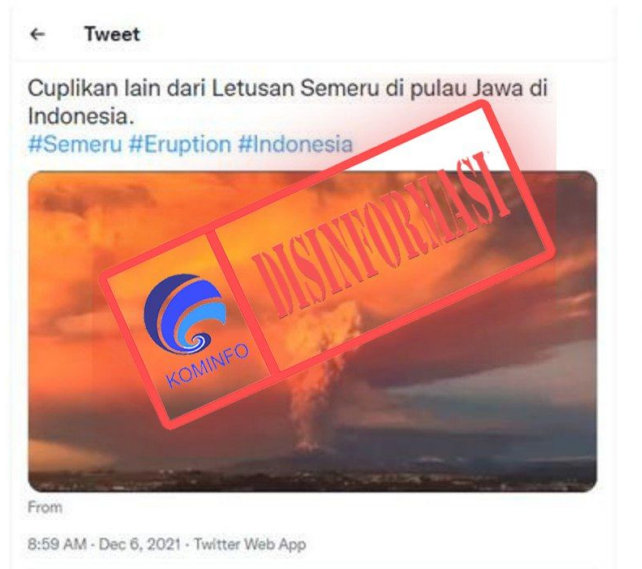 Tweet
Cuplikan lain dari Letusan Semeru di pulau Jawa di
Indonesia.
#Semeru #Eruption #Indonesia
DISINFORMASI
KOMINFO
From
8:59 AM · Dec 6, 2021 · Twitter Web App